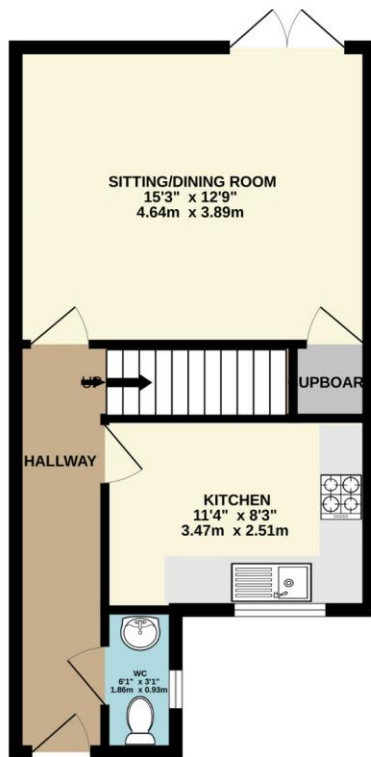 SITTING/DINING ROOM
15'3" x 12'9"
4.64m x 3.89m
UP
UPBOAR
HALLWAY
KITCHEN
11'4" x 8'3"
3.47m x 2.51m
WC
6'1" x 3'1"
1.86m x 0.93m